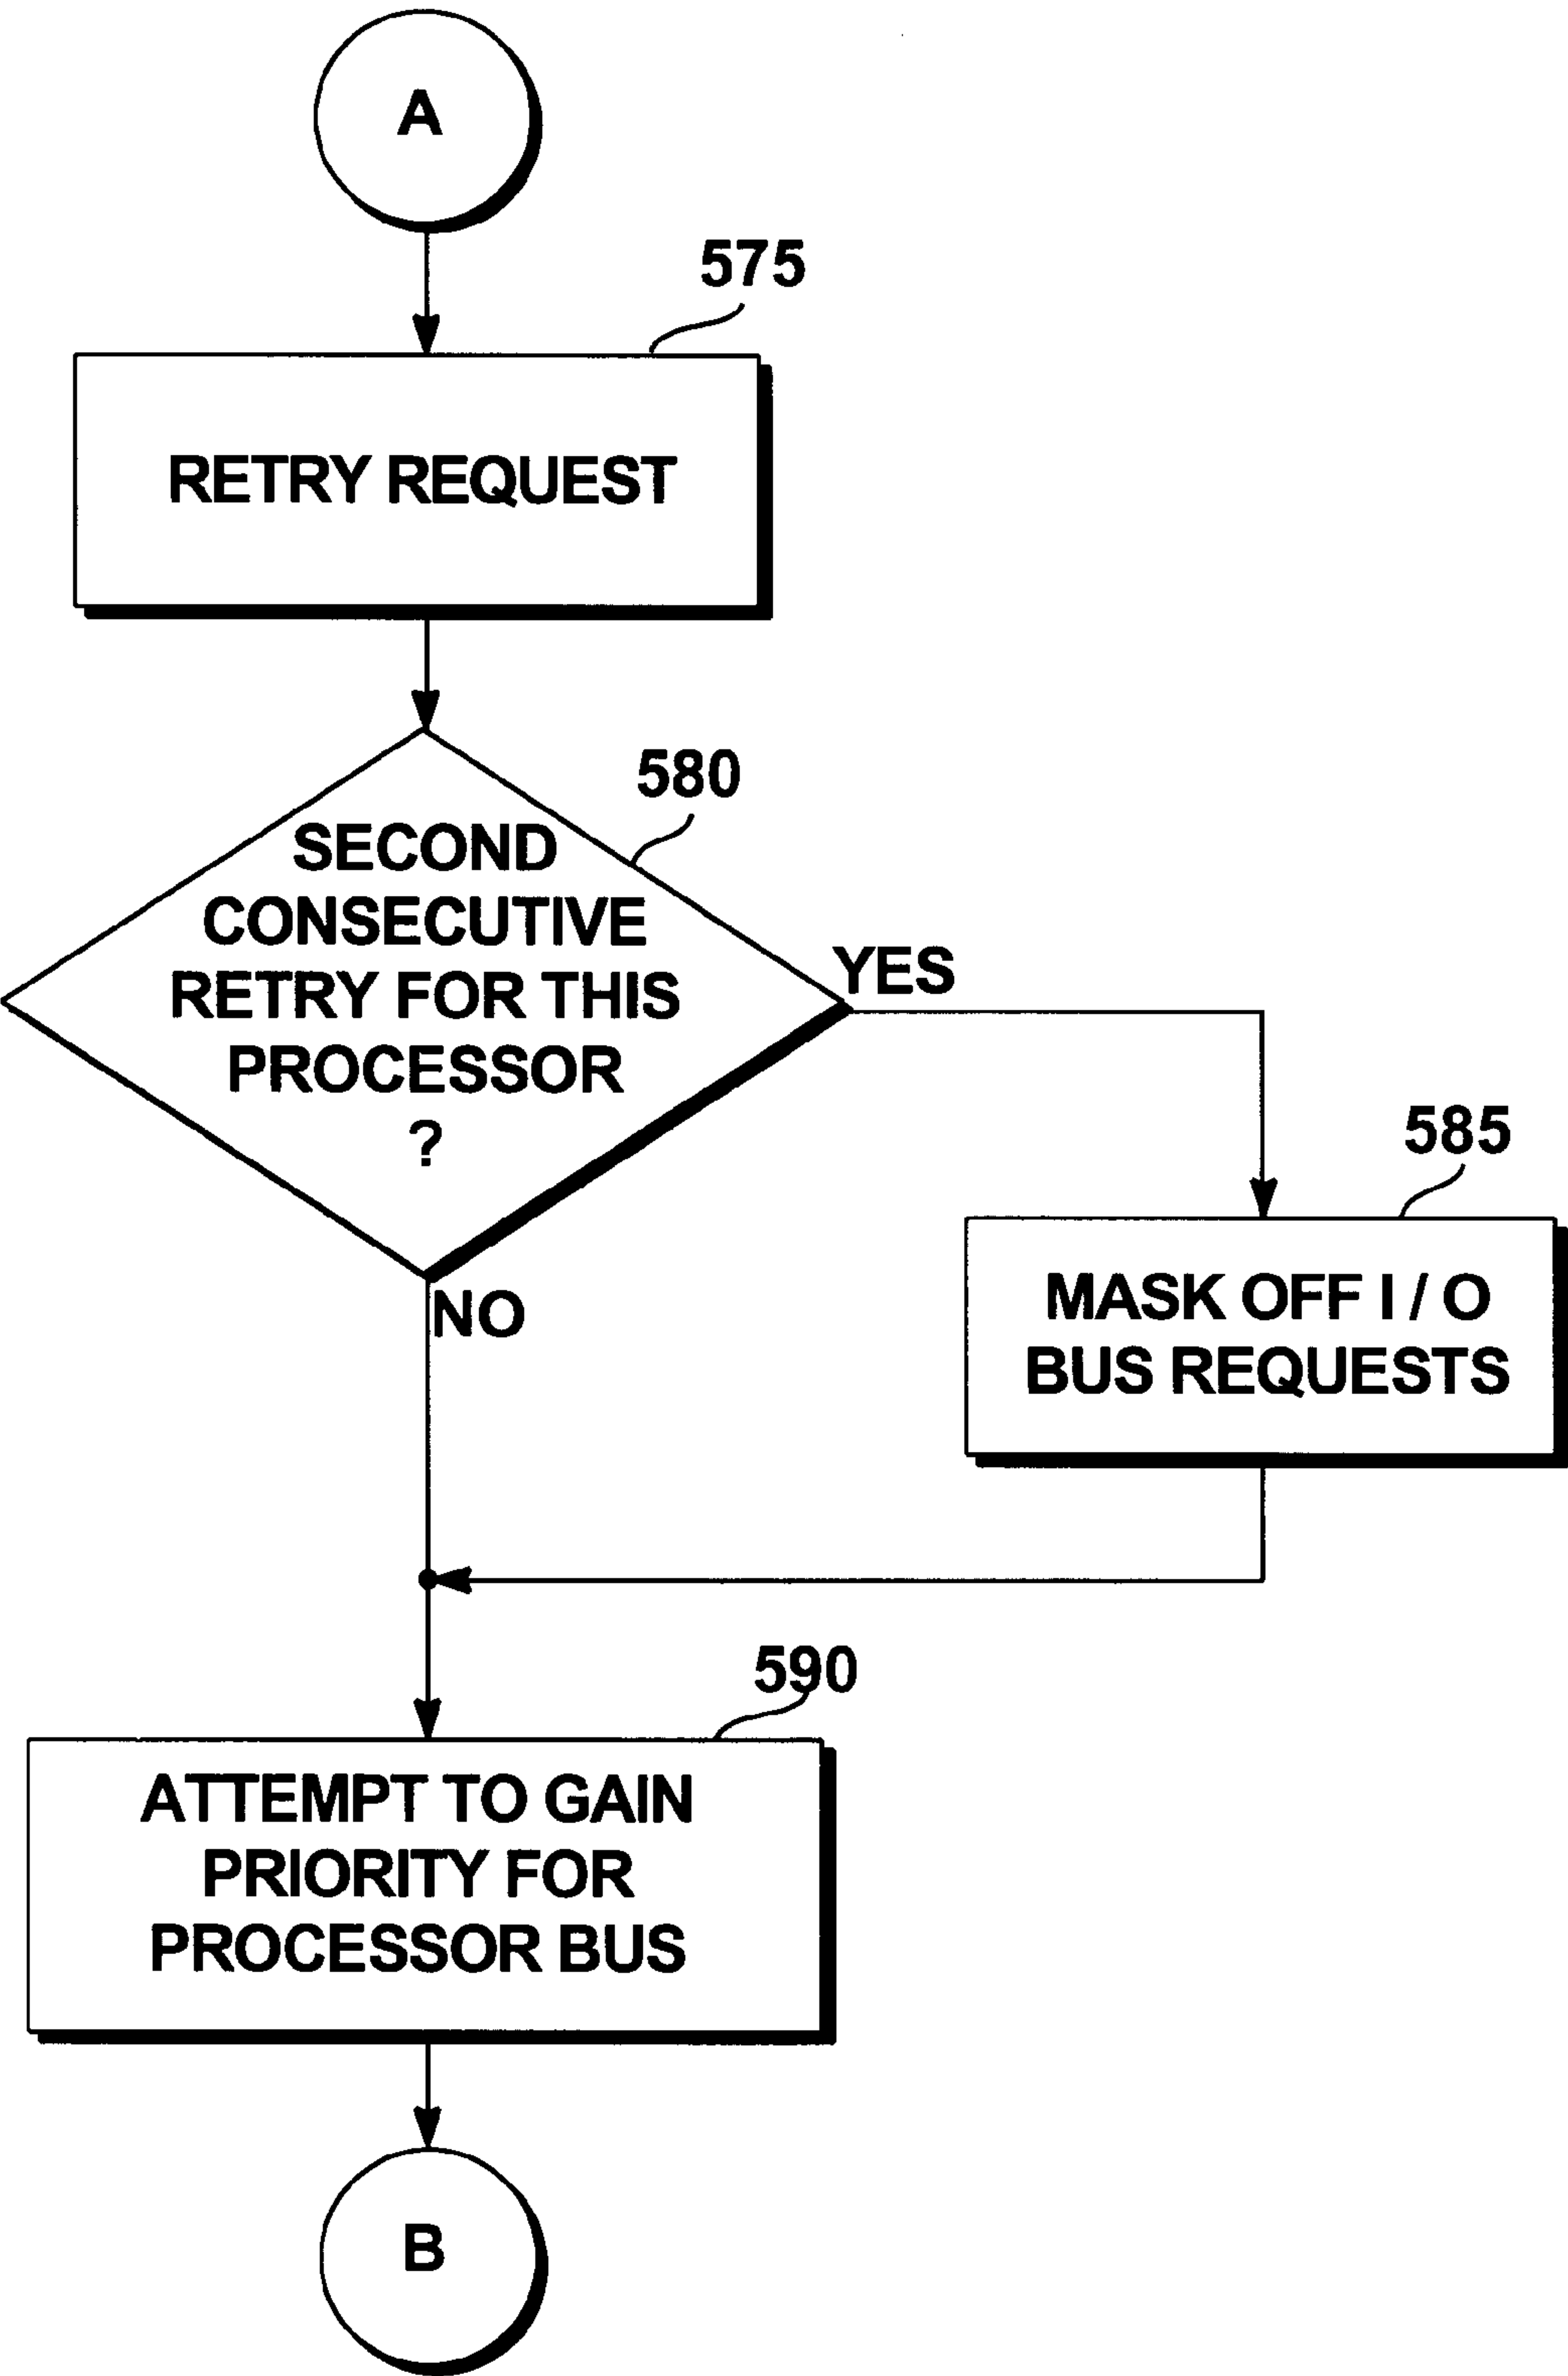 A
575
RETRY REQUEST
580
SECOND
CONSECUTIVE
RETRY FOR THIS
PROCESSOR
?
YES
NO
585
MASK OFF I / O
BUS REQUESTS
590
ATTEMPT TO GAIN
PRIORITY FOR
PROCESSOR BUS
B